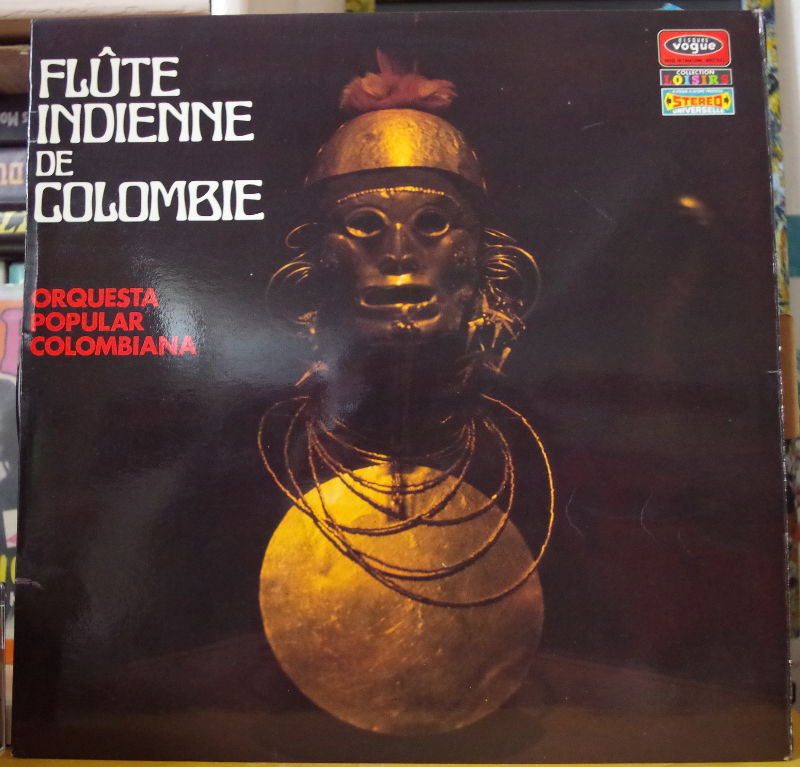 FLÛTE
INDIENNE
DE
COLOMBIE
ORQUESTA
POPULAR
COLOMBIANA
DISQUES
VOGUE
COLLECTION
LOISIRS
STEREO
UNIVERSELLE